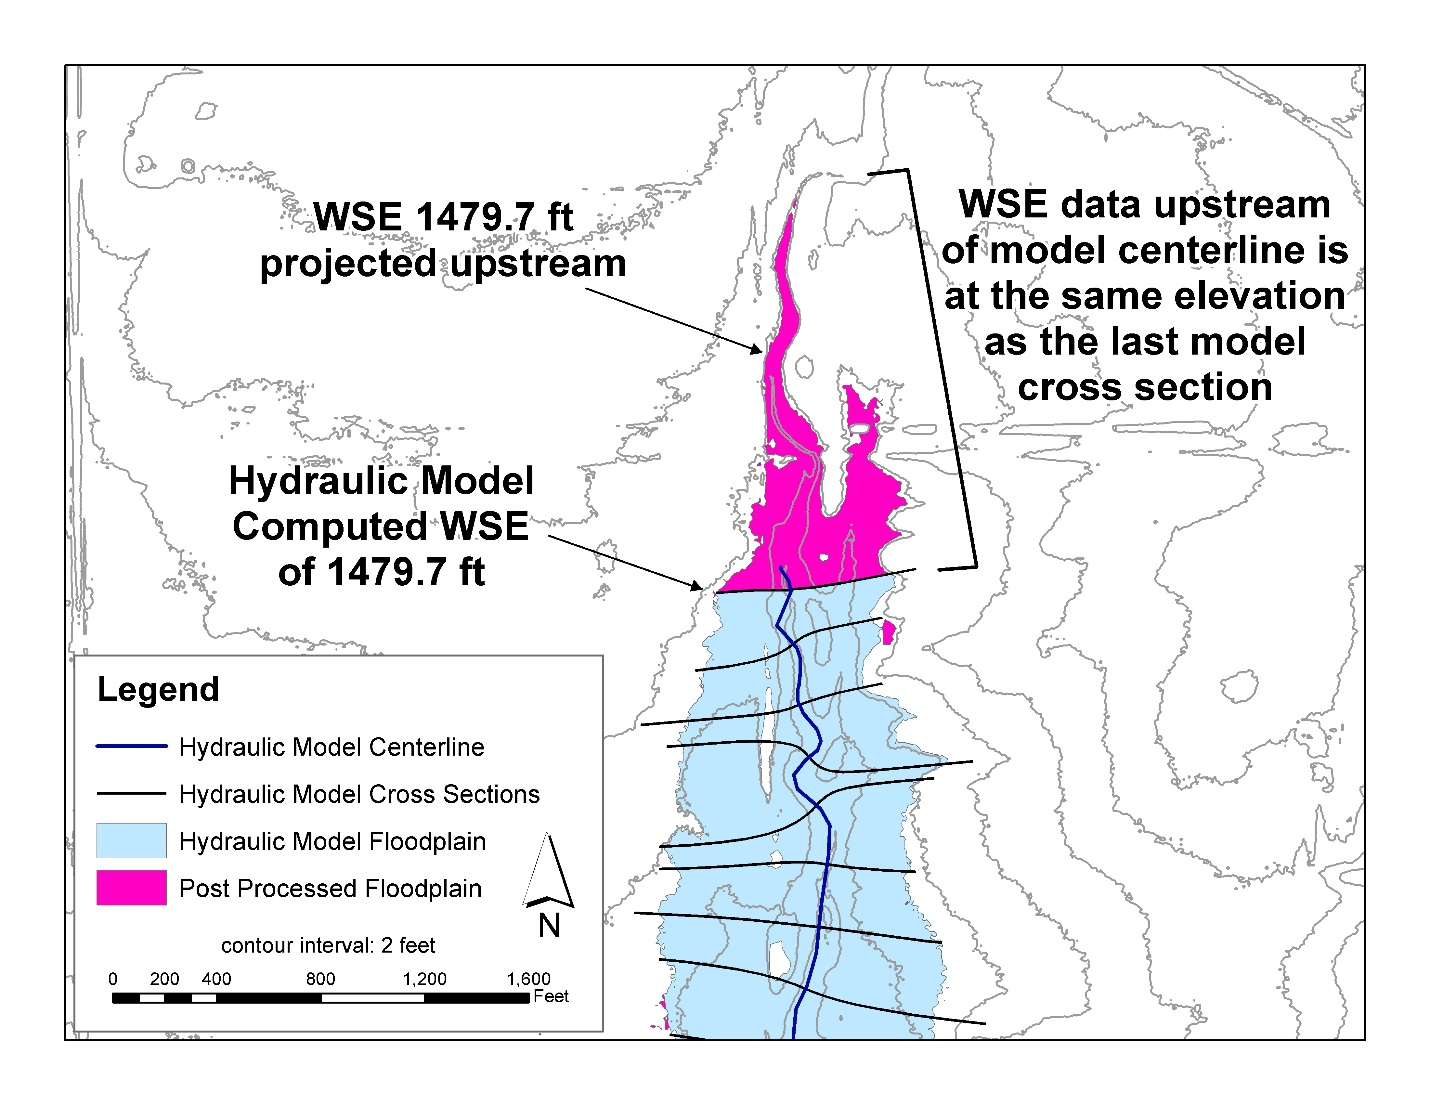 WSE 1479.7 ft
projected upstream
WSE data upstream
of model centerline is
at the same elevation
as the last model
cross section
Hydraulic Model
Computed WSE
of 1479.7 ft
Legend
Hydraulic Model Centerline
Hydraulic Model Cross Sections
Hydraulic Model Floodplain
Post Processed Floodplain
N
contour interval: 2 feet
0 200 400 800 1,200 1,600
Feet